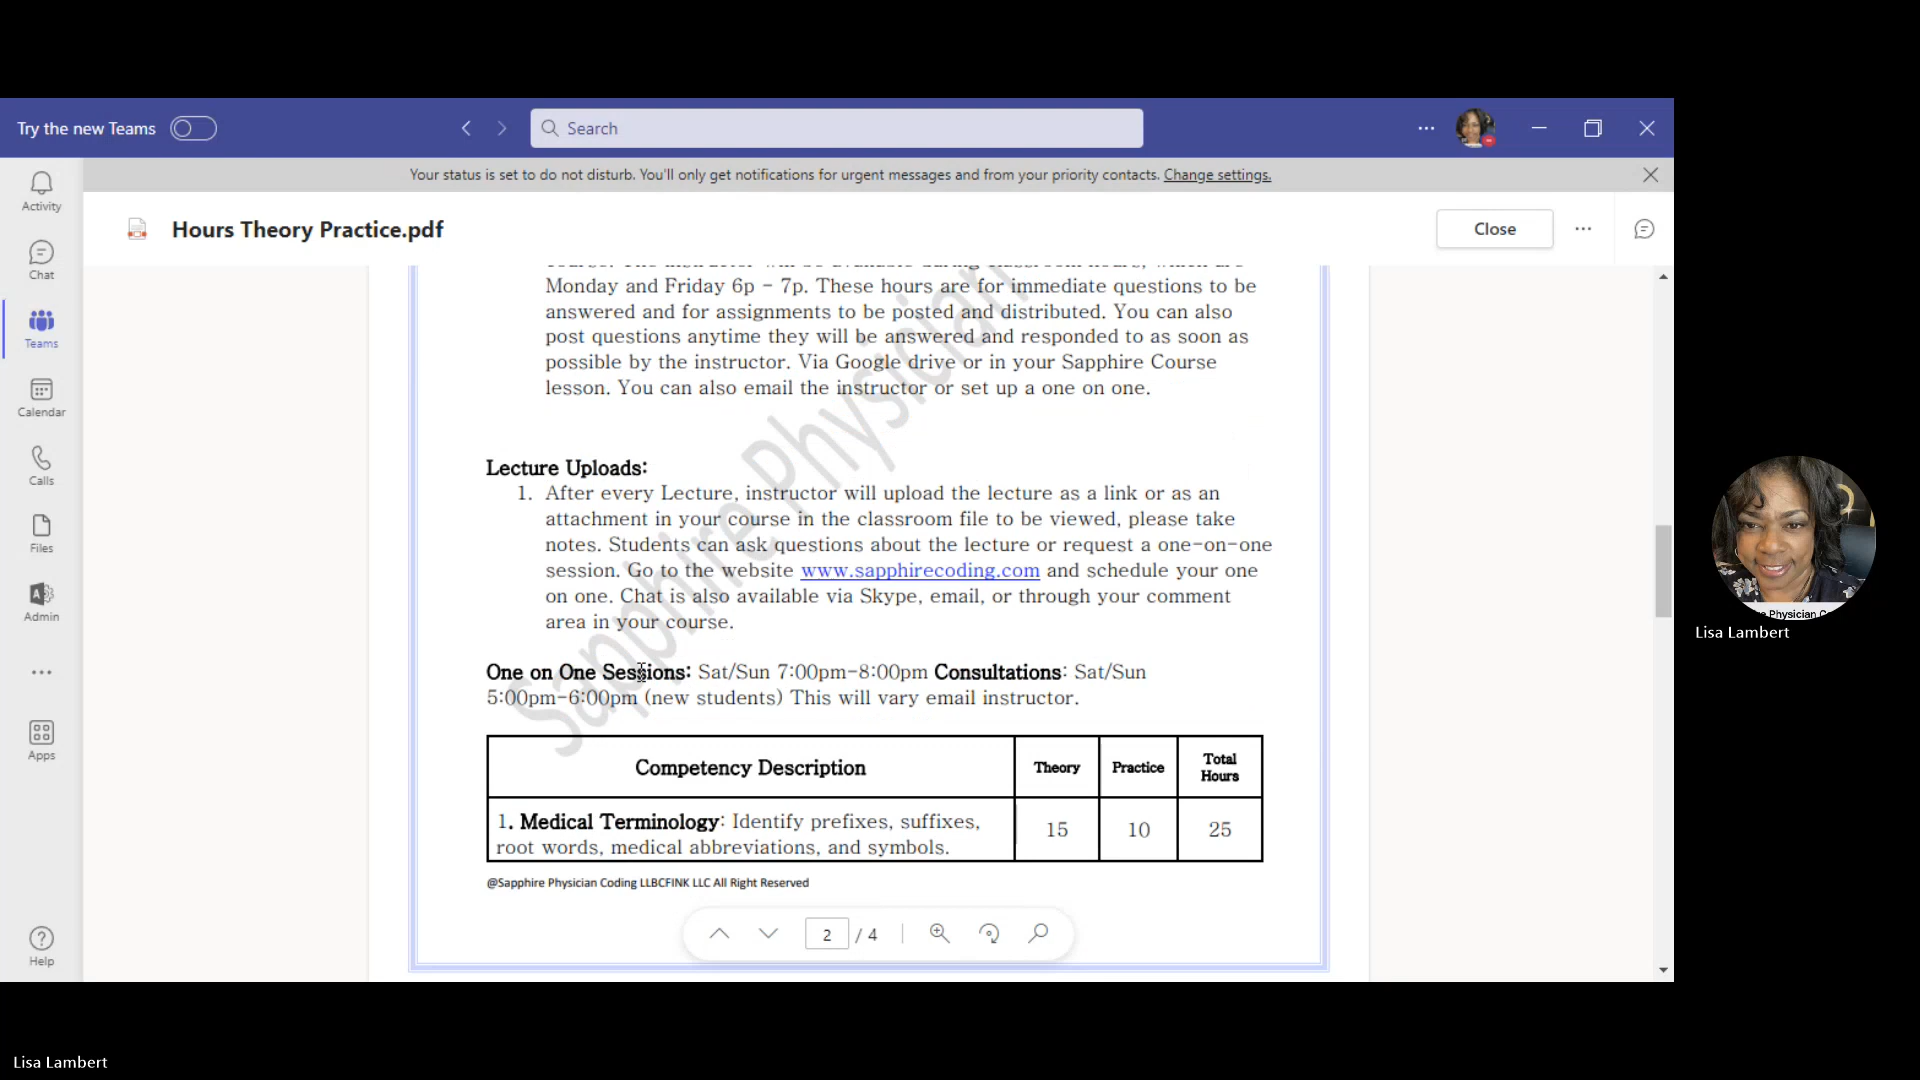 Try the new Teams
Search
Your status is set to do not disturb. You'll only get notifications for urgent messages and from your priority contacts. Change settings.
Activity
Chat
Teams
Calendar
Calls
Files
Admin
Apps
Help
Hours Theory Practice.pdf
Close
Monday and Friday 6p - 7p. These hours are for immediate questions to be
answered and for assignments to be posted and distributed. You can also
post questions anytime they will be answered and responded to as soon as
possible by the instructor. Via Google drive or in your Sapphire Course
lesson. You can also email the instructor or set up a one on one.
Lecture Uploads:
1. After every Lecture, instructor will upload the lecture as a link or as an
attachment in your course in the classroom file to be viewed, please take
notes. Students can ask questions about the lecture or request a one-on-one
session. Go to the website www.sapphirecoding.com and schedule your one
on one. Chat is also available via Skype, email, or through your comment
area in your course.
One on One Sessions: Sat/Sun 7:00pm-8:00pm Consultations: Sat/Sun
5:00pm-6:00pm (new students) This will vary email instructor.
Competency Description Theory Practice Total Hours
1. Medical Terminology: Identify prefixes, suffixes,
root words, medical abbreviations, and symbols. 15 10 25
@Sapphire Physician Coding LLBCFINK LLC All Right Reserved
Sapphire Physician
2 / 4
Physician
Lisa Lambert
Lisa Lambert